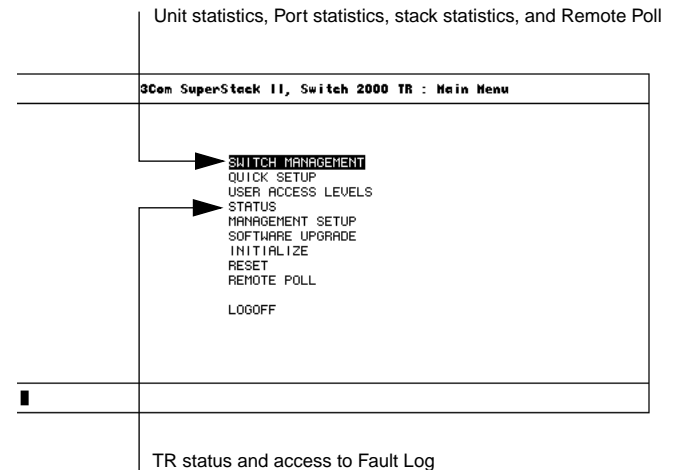 Unit statistics, Port statistics, stack statistics, and Remote Poll
3Com SuperStack II, Switch 2000 TR : Main Menu
SWITCH MANAGEMENT
QUICK SETUP
USER ACCESS LEVELS
STATUS
MANAGEMENT SETUP
SOFTWARE UPGRADE
INITIALIZE
RESET
REMOTE POLL
LOGOFF
TR status and access to Fault Log